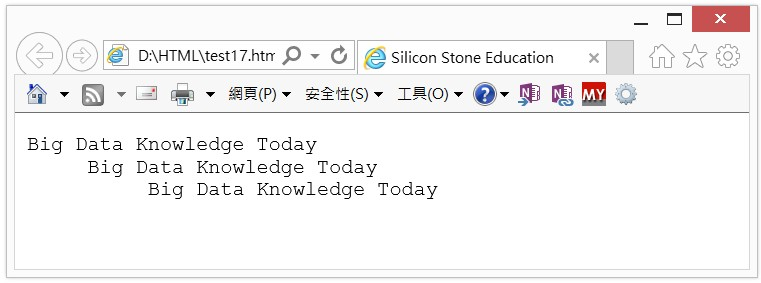 D:\HTML\test17.htm
Silicon Stone Education
網頁(P) 安全性(S) 工具(O) MY
Big Data Knowledge Today
Big Data Knowledge Today
Big Data Knowledge Today